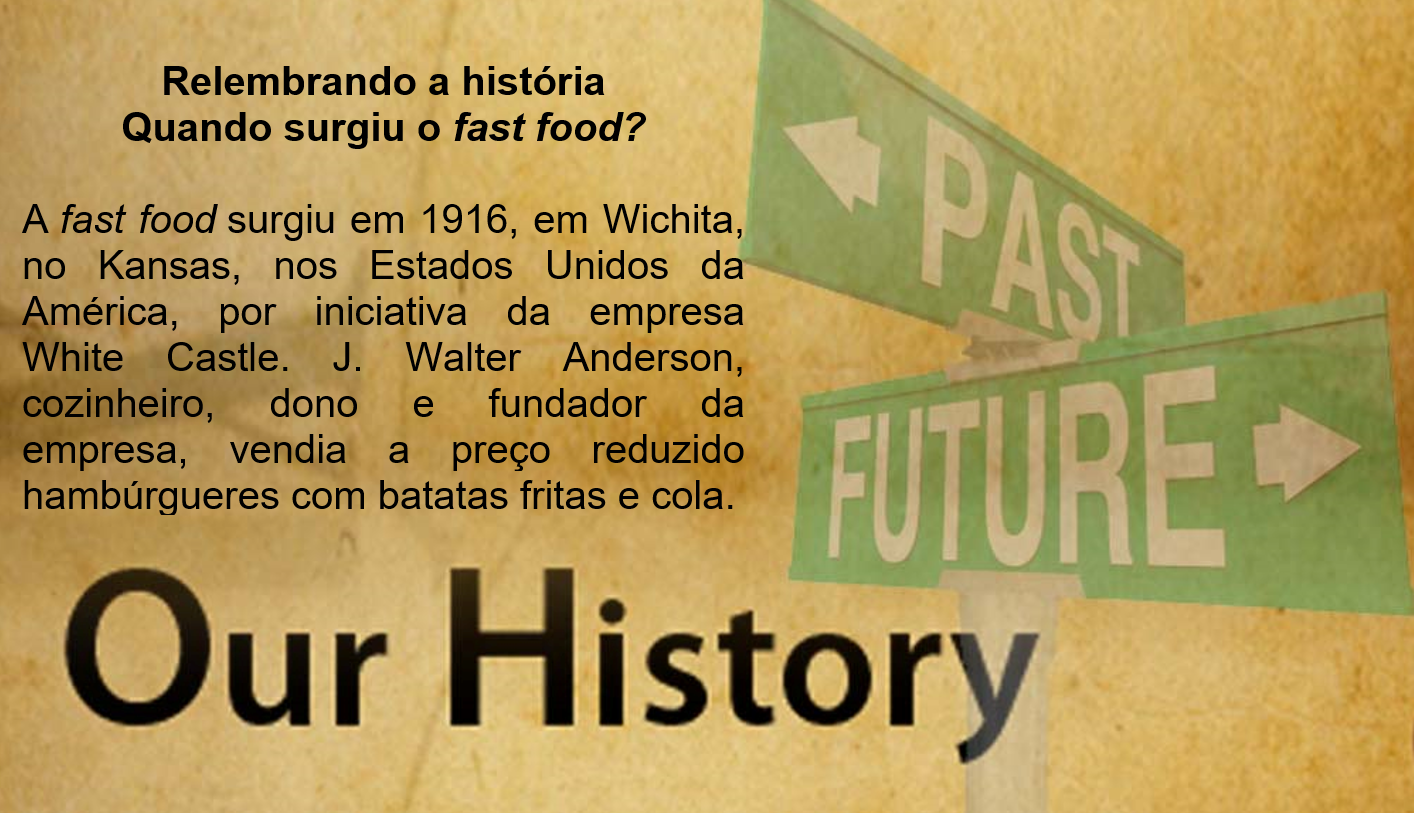 Relembrando a história
Quando surgiu o fast food?
A fast food surgiu em 1916, em Wichita,
no Kansas, nos Estados Unidos da
América, por iniciativa da empresa
White Castle. J. Walter Anderson,
cozinheiro, dono e fundador da
empresa, vendia a preço reduzido
hambúrgueres com batatas fritas e cola.
PAST
FUTURE
Our History